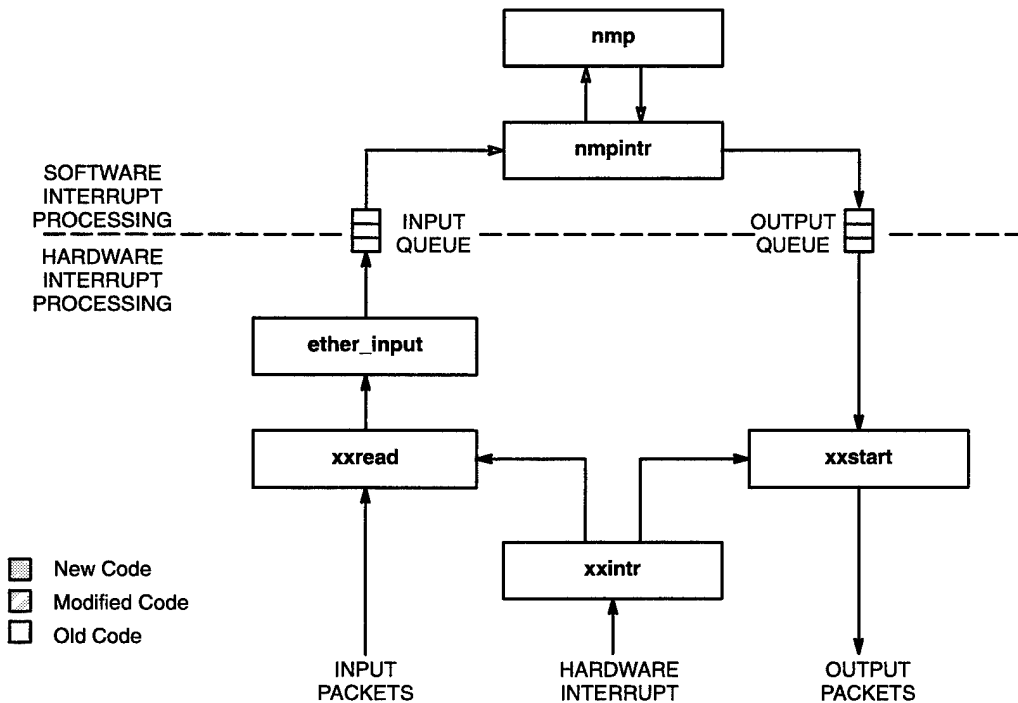 nmp
nmpintr
SOFTWARE
INTERRUPT
PROCESSING
INPUT
QUEUE
OUTPUT
QUEUE
HARDWARE
INTERRUPT
PROCESSING
ether_input
xxread
xxstart
xxintr
New Code
Modified Code
Old Code
INPUT
PACKETS
HARDWARE
INTERRUPT
OUTPUT
PACKETS